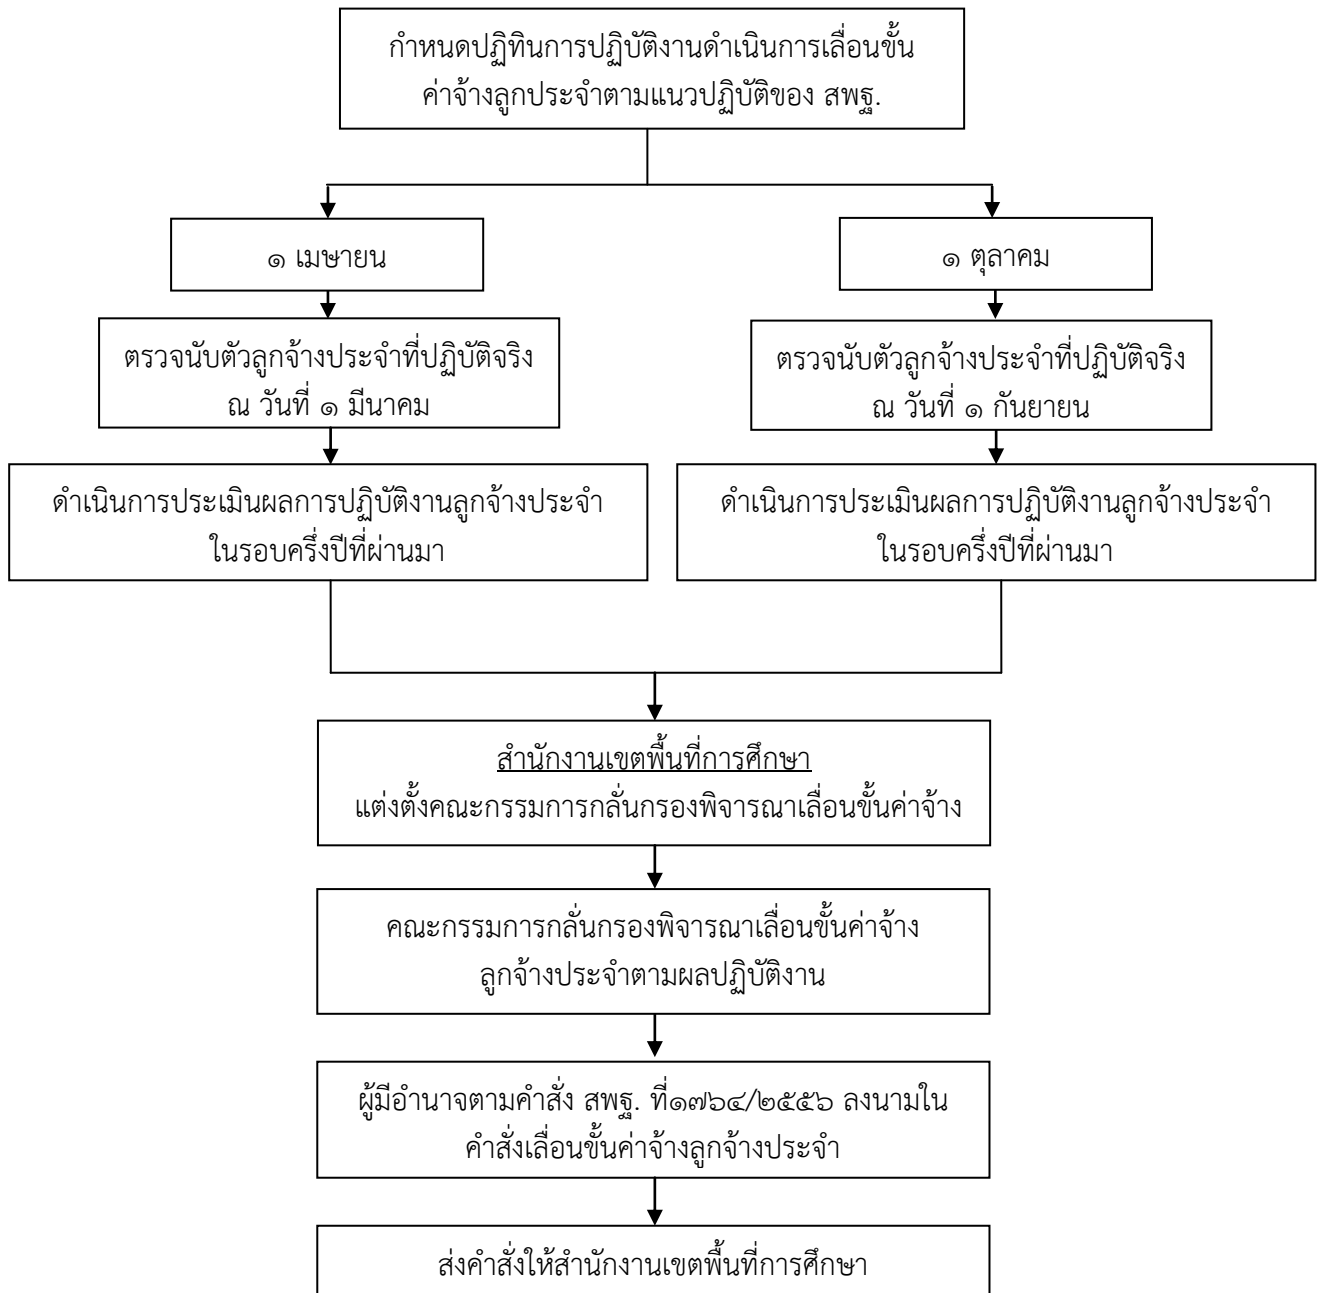 กำหนดปฏิทินการปฏิบัติงานดำเนินการเลื่อนขั้น
ค่าจ้างลูกประจำตามแนวปฏิบัติของ สพฐ.
๑ เมษายน
๑ ตุลาคม
ตรวจนับตัวลูกจ้างประจำที่ปฏิบัติจริง
ณ วันที่ ๑ มีนาคม
ตรวจนับตัวลูกจ้างประจำที่ปฏิบัติจริง
ณ วันที่ ๑ กันยายน
ดำเนินการประเมินผลการปฏิบัติงานลูกจ้างประจำ
ในรอบครึ่งปีที่ผ่านมา
ดำเนินการประเมินผลการปฏิบัติงานลูกจ้างประจำ
ในรอบครึ่งปีที่ผ่านมา
สำนักงานเขตพื้นที่การศึกษา
แต่งตั้งคณะกรรมการกลั่นกรองพิจารณาเลื่อนขั้นค่าจ้าง
คณะกรรมการกลั่นกรองพิจารณาเลื่อนขั้นค่าจ้าง
ลูกจ้างประจำตามผลปฏิบัติงาน
ผู้มีอำนาจตามคำสั่ง สพฐ. ที่๑๗๖๔/๒๕๕๖ ลงนามใน
คำสั่งเลื่อนขั้นค่าจ้างลูกจ้างประจำ
ส่งคำสั่งให้สำนักงานเขตพื้นที่การศึกษา